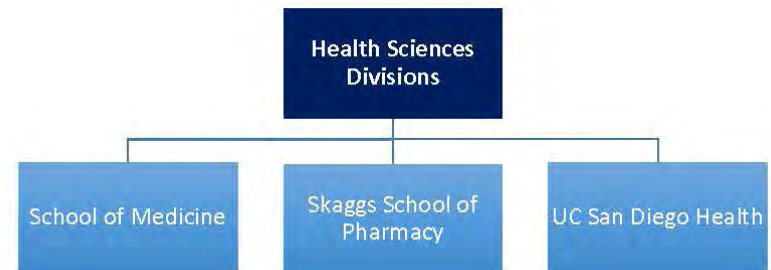 Health Sciences
Divisions
School of Medicine
Skaggs School of
Pharmacy
UC San Diego Health